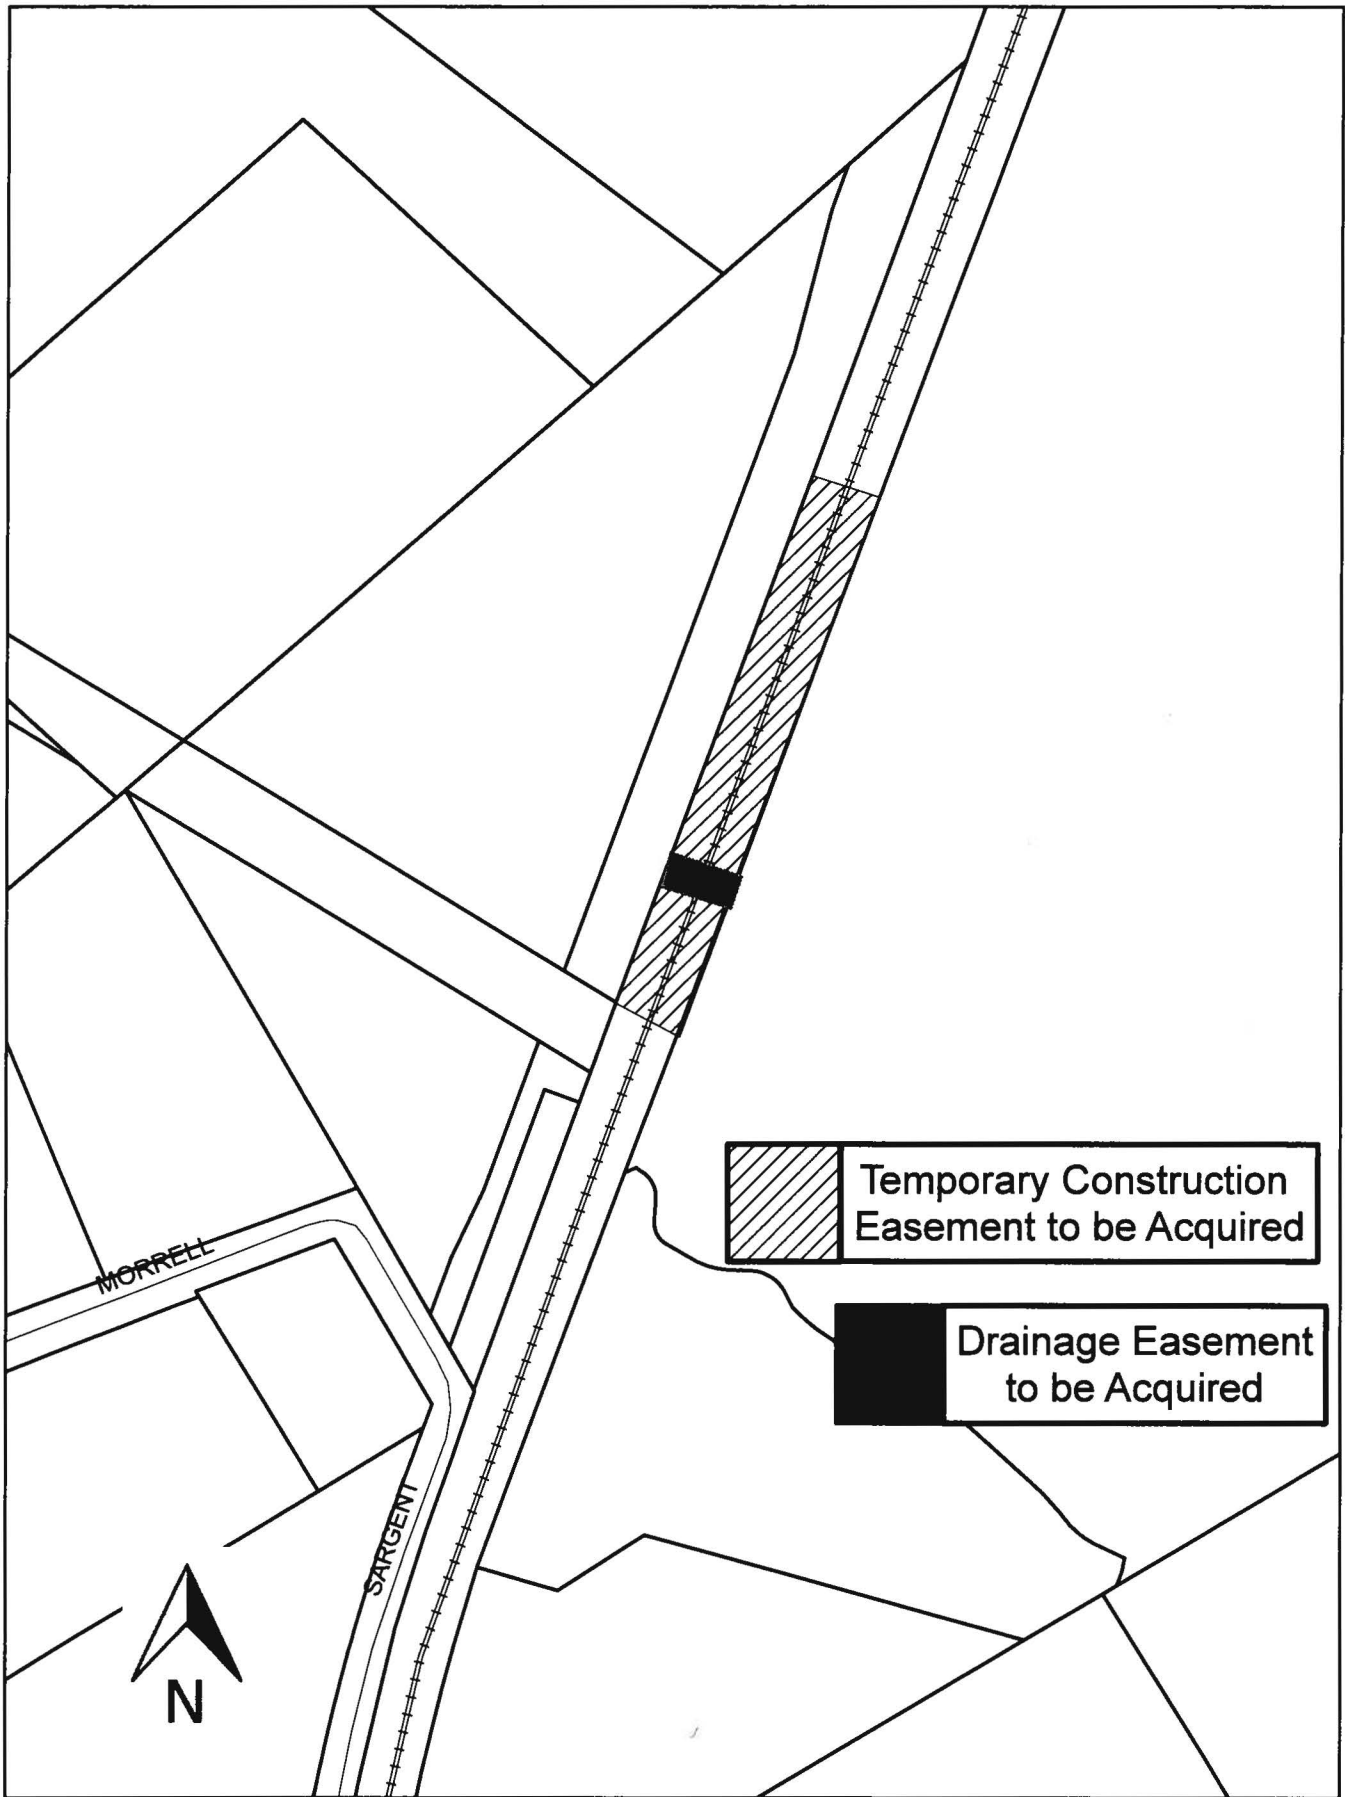 Temporary Construction
Easement to be Acquired
MORRELL
Drainage Easement
to be Acquired
SARGENT
N